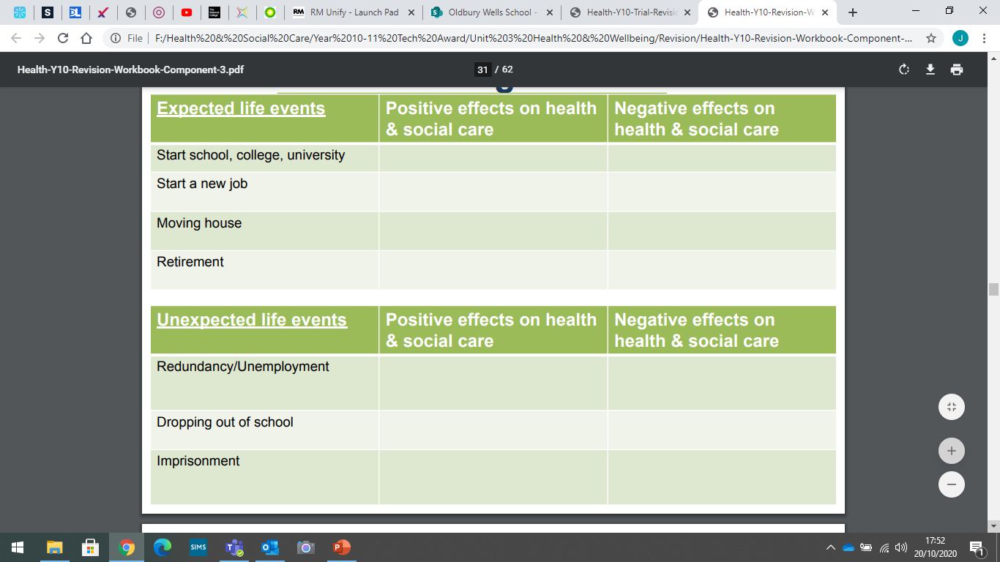 RM Unify - Launch Pad
Oldbury Wells School -
Health-Y10-Trial-Revisi
Health-Y10-Revision-W
File
F:/Health%20&%20Social%20Care/Year%2010-11%20Tech%20Award/Unit%203%20Health%20&%20Wellbeing/Revision/Health-Y10-Revision-Workbook-Component-...
J
Health-Y10-Revision-Workbook-Component-3.pdf
31 / 62
Expected life events
Positive effects on health & social care
Negative effects on health & social care
Start school, college, university
Start a new job
Moving house
Retirement
Unexpected life events
Positive effects on health & social care
Negative effects on health & social care
Redundancy/Unemployment
Dropping out of school
Imprisonment
SIMS
17:52
20/10/2020
1